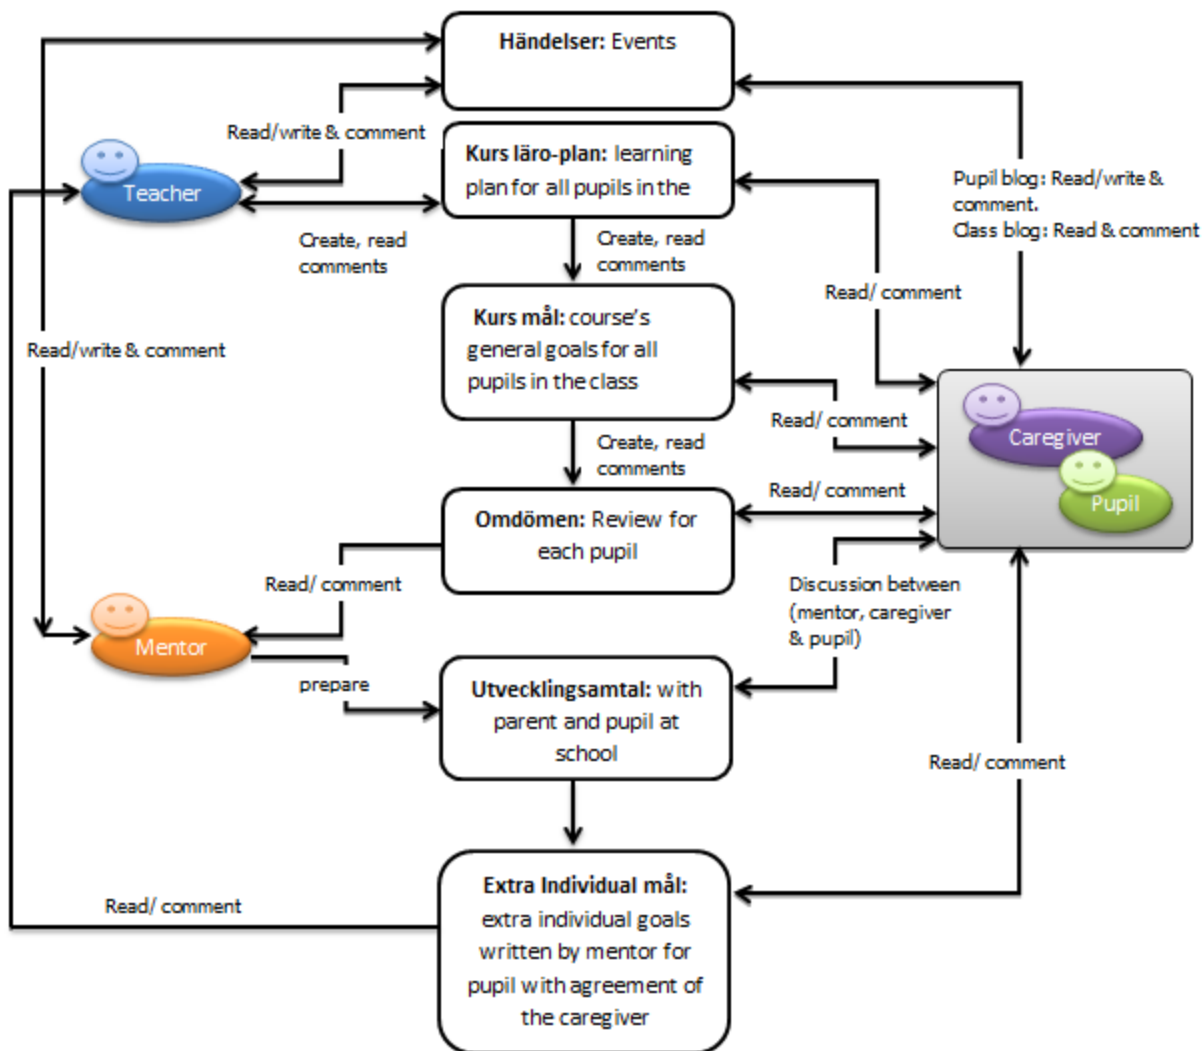 Händelser: Events
Read/write & comment
Teacher
Kurs läro-plan: learning
plan for all pupils in the
Pupil blog: Read/write &
comment.
Class blog: Read & comment
Create, read
comments
Create, read
comments
Read/ comment
Kurs mål: course's
general goals for all
pupils in the class
Read/write & comment
Read/ comment
Caregiver
Pupil
Create, read
comments
Read/ comment
Omdömen: Review for
each pupil
Read/ comment
Discussion between
(mentor, caregiver
& pupil)
Mentor
prepare
Utvecklingsamtal: with
parent and pupil at
school
Read/ comment
Extra Individual mål:
extra individual goals
written by mentor for
pupil with agreement of
the caregiver
Read/ comment